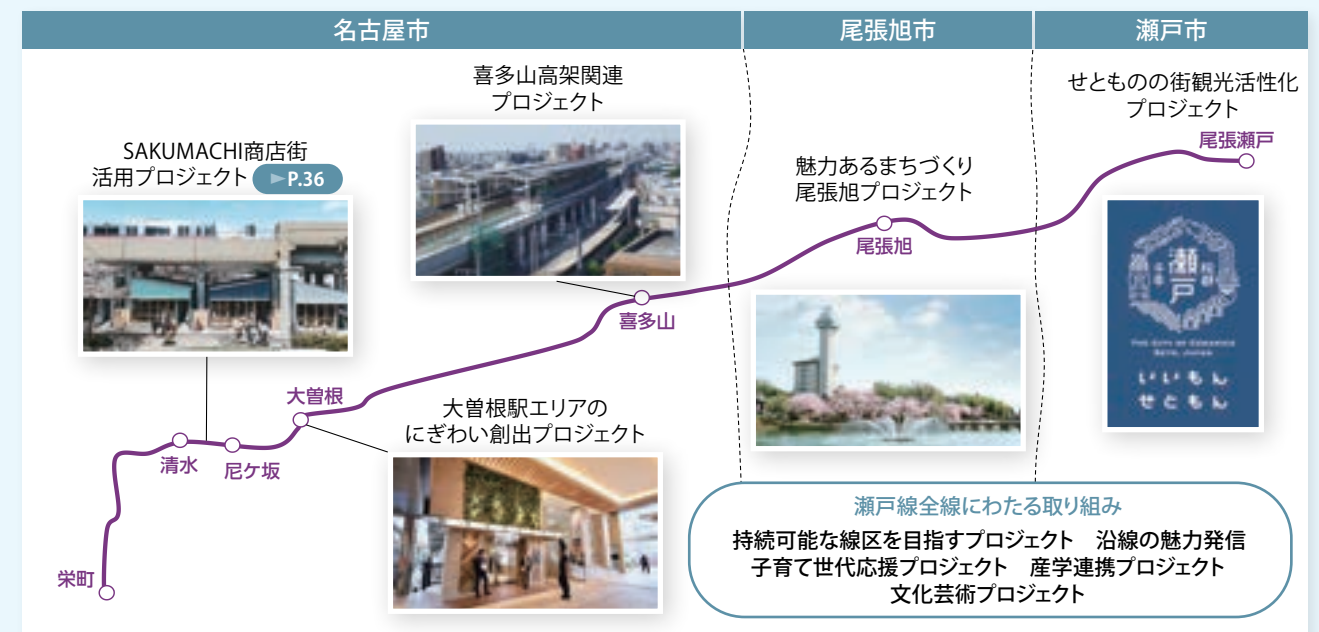 名古屋市
尾張旭市
瀬戸市
喜多山高架関連
プロジェクト
せとものの街観光活性化
プロジェクト
尾張瀬戸
SAKUMACHI商店街
活用プロジェクト ►P.36
魅力あるまちづくり
尾張旭プロジェクト
尾張旭
喜多山
瀬戸
いいもん
せともん
大曽根
大曽根駅エリアの
にぎわい創出プロジェクト
清水
尼ケ坂
栄町
瀬戸線全線にわたる取り組み
持続可能な線区を目指すプロジェクト 沿線の魅力発信
子育て世代応援プロジェクト 産学連携プロジェクト
文化芸術プロジェクト